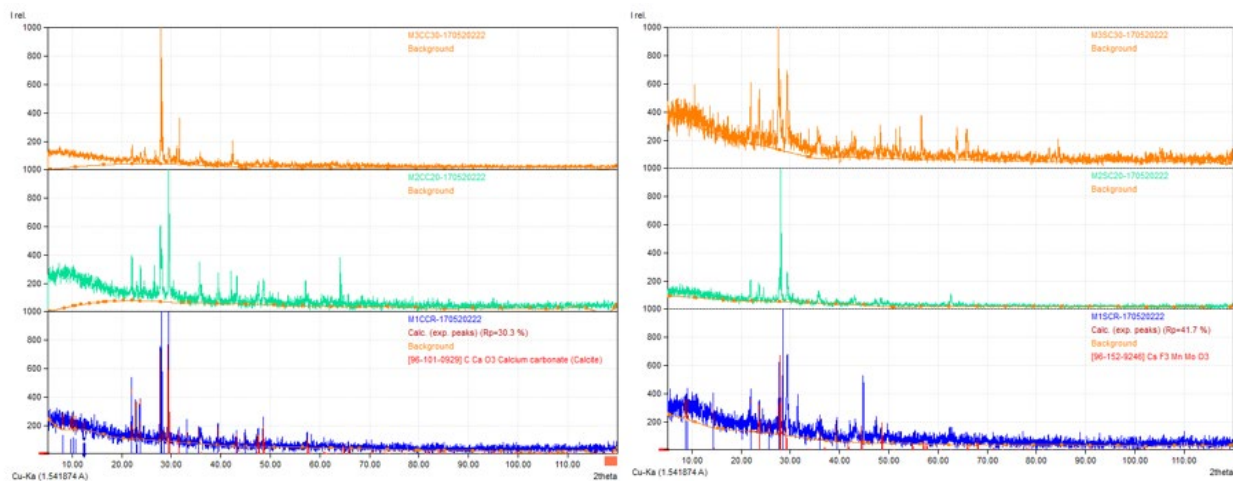 I rel.
1000
M3CC30-170520222
Background
800
600
400
200
1000
M2CC20-170520222
Background
800
600
400
200
1000
M1CCR-170520222
Calc. (exp. peaks) (Rp=30.3 %)
Background
[96-101-0929] C Ca O3 Calcium carbonate (Calcite)
800
600
400
200
10.00 20.00 30.00 40.00 50.00 60.00 70.00 80.00 90.00 100.00 110.00
Cu-Ka (1.541874 A) 2theta
I rel.
1000
M3SC30-170520222
Background
800
600
400
200
1000
M2SC20-170520222
Background
800
600
400
200
1000
M1SCR-170520222
Calc. (exp. peaks) (Rp=41.7 %)
Background
[96-152-9246] Cs F3 Mn Mo O3
800
600
400
200
10.00 20.00 30.00 40.00 50.00 60.00 70.00 80.00 90.00 100.00 110.00
Cu-Ka (1.541874 A) 2theta